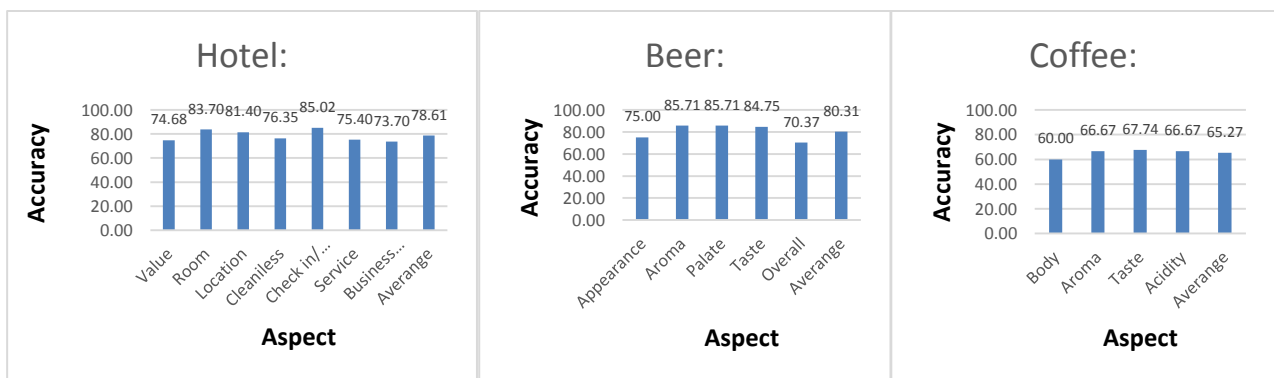 Hotel:
Accuracy
100.00
80.00
60.00
40.00
20.00
0.00
74.68
83.70
81.40
76.35
85.02
75.40
73.70
78.61
Value
Room
Location
Cleaniless
Check in/...
Service
Business...
Averange
Aspect
Beer:
Accuracy
100.00
80.00
60.00
40.00
20.00
0.00
75.00
85.71
85.71
84.75
70.37
80.31
Appearance
Aroma
Palate
Taste
Overall
Averange
Aspect
Coffee:
Accuracy
100.00
80.00
60.00
40.00
20.00
0.00
60.00
66.67
67.74
66.67
65.27
Body
Aroma
Taste
Acidity
Averange
Aspect